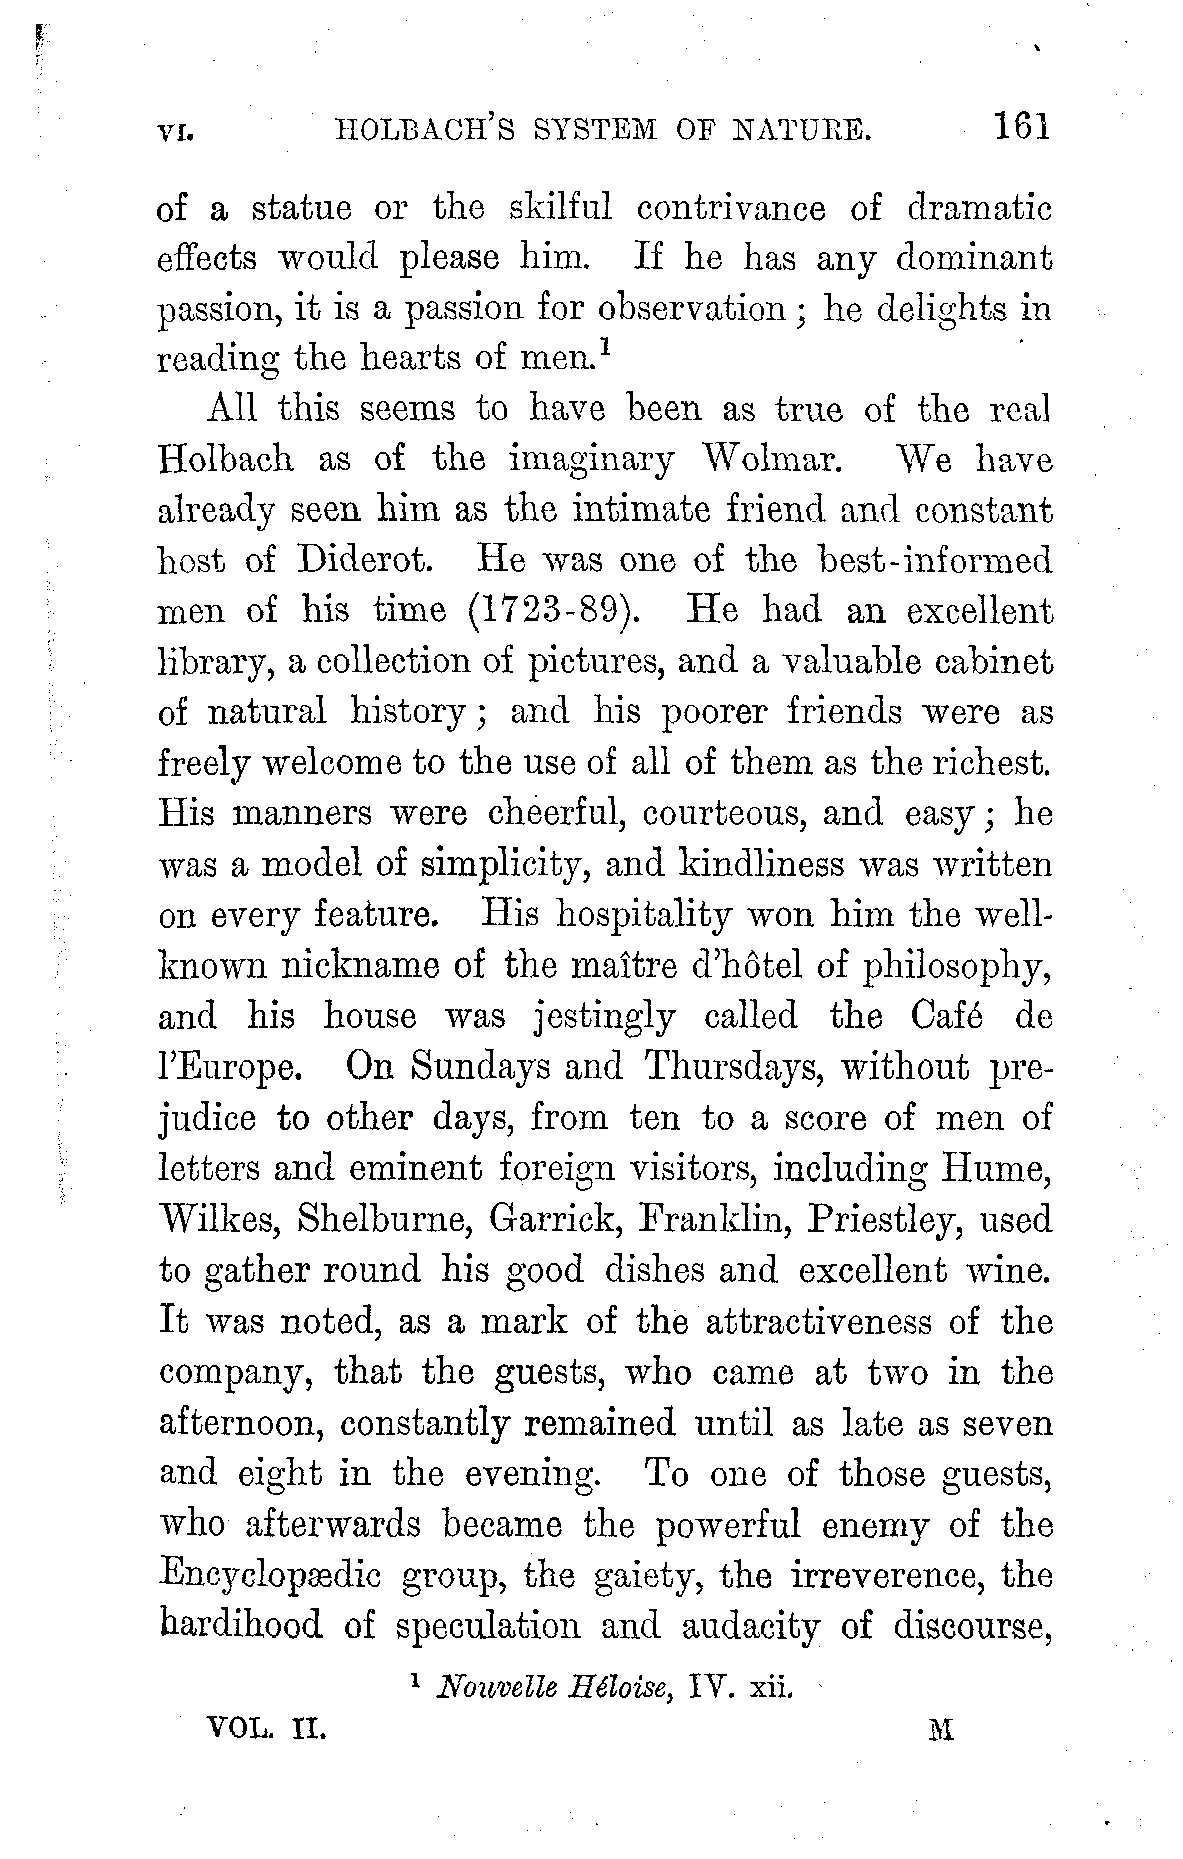 VI. HOLBACH'S SYSTEM OF NATURE. 161
of a statue or the skilful contrivance of dramatic
effects would please him. If he has any dominant
passion, it is a passion for observation ; he delights in
reading the hearts of men.¹
All this seems to have been as true of the real
Holbach as of the imaginary Wolmar. We have
already seen him as the intimate friend and constant
host of Diderot. He was one of the best-informed
men of his time (1723-89). He had an excellent
library, a collection of pictures, and a valuable cabinet
of natural history ; and his poorer friends were as
freely welcome to the use of all of them as the richest.
His manners were cheerful, courteous, and easy ; he
was a model of simplicity, and kindliness was written
on every feature. His hospitality won him the well-
known nickname of the maître d'hôtel of philosophy,
and his house was jestingly called the Café de
l'Europe. On Sundays and Thursdays, without pre-
judice to other days, from ten to a score of men of
letters and eminent foreign visitors, including Hume,
Wilkes, Shelburne, Garrick, Franklin, Priestley, used
to gather round his good dishes and excellent wine.
It was noted, as a mark of the attractiveness of the
company, that the guests, who came at two in the
afternoon, constantly remained until as late as seven
and eight in the evening. To one of those guests,
who afterwards became the powerful enemy of the
Encyclopædic group, the gaiety, the irreverence, the
hardihood of speculation and audacity of discourse,
¹ Nouvelle Héloise, IV. xii.
VOL. II. M